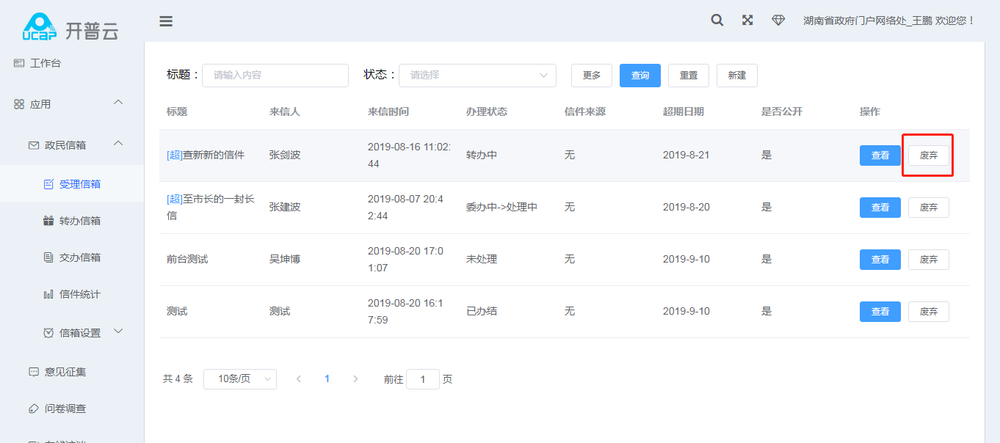 ucap 开普云
湖南省政府门户网络处_王鹏 欢迎您！
工作台
应用
政民信箱
受理信箱
转办信箱
交办信箱
信件统计
信箱设置
意见征集
问卷调查
标题： 请输入内容 状态： 请选择 更多 查询 重置 新建
标题 来信人 来信时间 办理状态 信件来源 超期日期 是否公开 操作
[超]查新新的信件 张剑波 2019-08-16 11:02:
44 转办中 无 2019-8-21 是 查看 废弃
[超]至市长的一封长
信 张建波 2019-08-07 20:4
2:44 委办中->处理中 无 2019-8-20 是 查看 废弃
前台测试 吴坤博 2019-08-20 17:0
1:07 未处理 无 2019-9-10 是 查看 废弃
测试 测试 2019-08-20 16:1
7:59 已办结 无 2019-9-10 是 查看 废弃
共 4 条 10条/页 1 前往 1 页